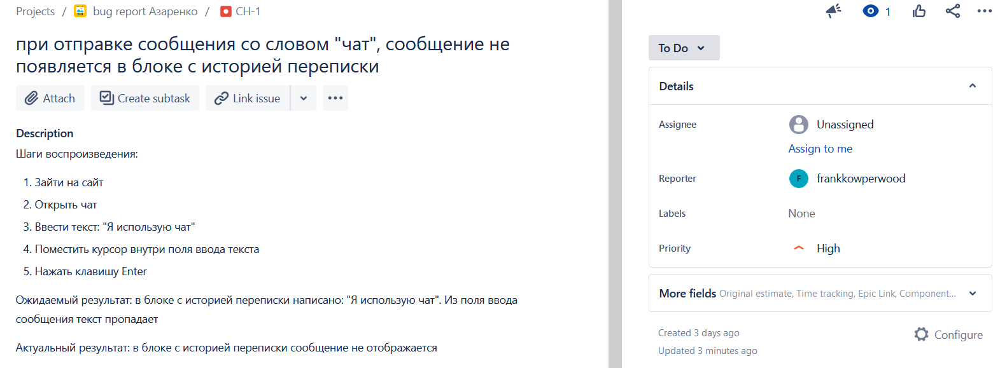 Projects / bug report Азаренко / CH-1
при отправке сообщения со словом "чат", сообщение не
появляется в блоке с историей переписки
Attach
Create subtask
Link issue
Description
Шаги воспроизведения:
1. Зайти на сайт
2. Открыть чат
3. Ввести текст: "Я использую чат"
4. Поместить курсор внутри поля ввода текста
5. Нажать клавишу Enter
Ожидаемый результат: в блоке с историей переписки написано: "Я использую чат". Из поля ввода
сообщения текст пропадает
Актуальный результат: в блоке с историей переписки сообщение не отображается
1
To Do
Details
Assignee
Unassigned
Assign to me
Reporter
F
frankkowperwood
Labels
None
Priority
High
More fields Original estimate, Time tracking, Epic Link, Component...
Created 3 days ago
Configure
Updated 3 minutes ago